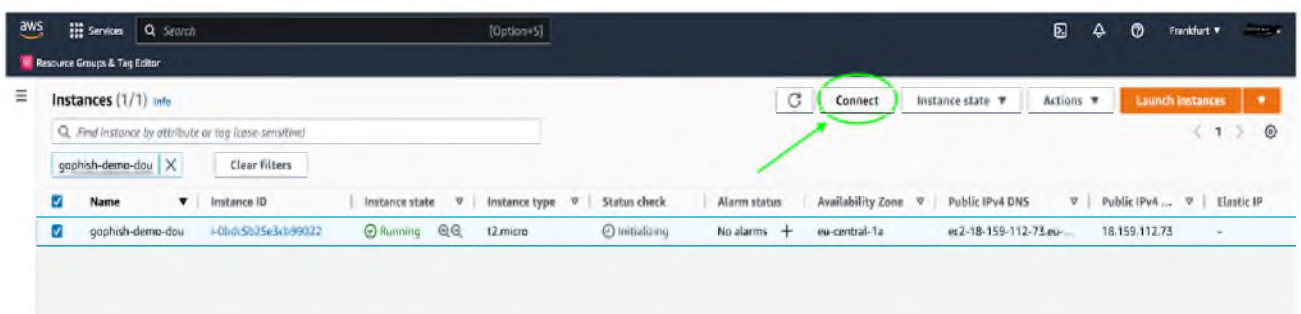 aws Services Search [Option+S] Frankfurt ▼
Resource Groups & Tag Editor
Instances (1/1) Info Connect Instance state ▼ Actions ▼ Launch instances ▼
Find instance by attribute or tag (case-sensitive) < 1 >
gophish-demo-dou X Clear filters
Name ▼ Instance ID Instance state Instance type Status check Alarm status Availability Zone Public IPv4 DNS Public IPv4 ... Elastic IP
gophish-demo-dou Running t2.micro Initializing No alarms + eu-central-1a ec2-18-159-112-73.eu-... 18.159.112.73 –